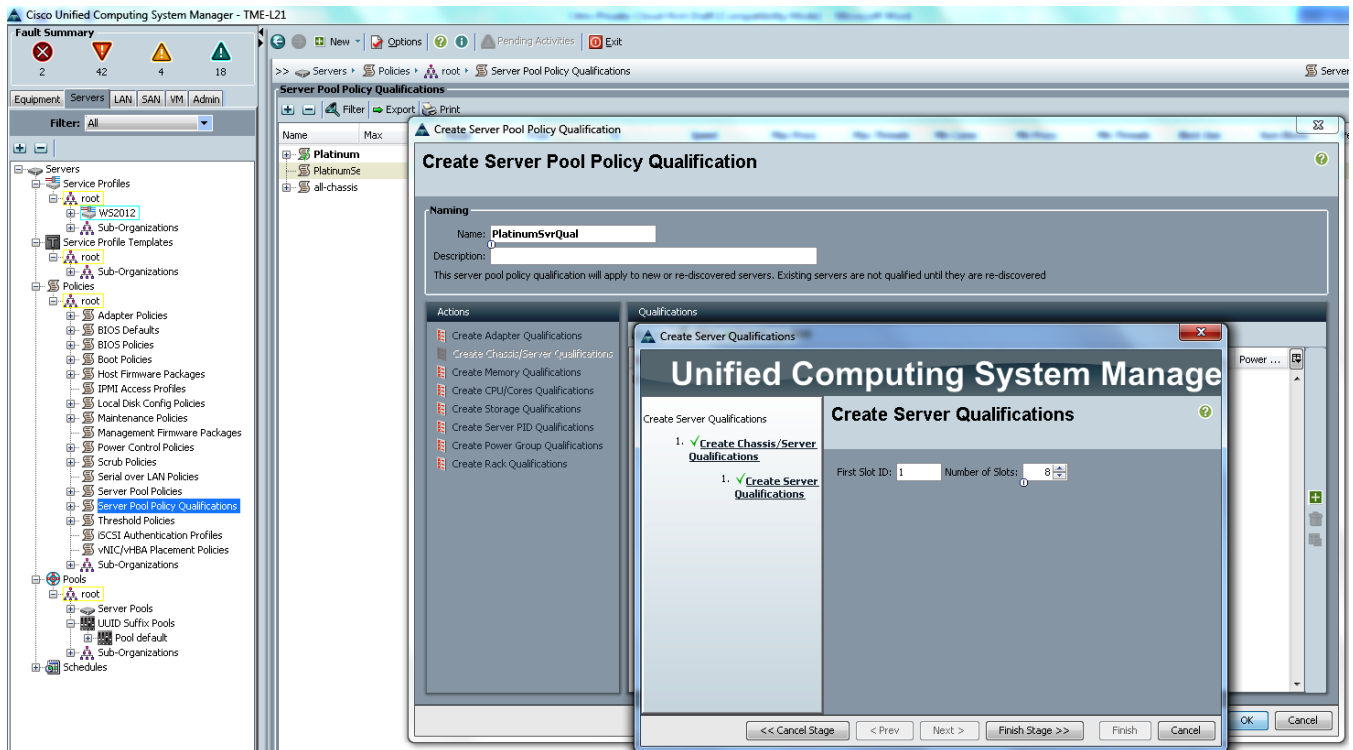 Cisco Unified Computing System Manager - TME-L21
Fault Summary
2 42 4 18
Equipment Servers LAN SAN VM Admin
Filter: All
Servers
Service Profiles
root
WS2012
Sub-Organizations
Service Profile Templates
root
Sub-Organizations
Policies
root
Adapter Policies
BIOS Defaults
BIOS Policies
Boot Policies
Host Firmware Packages
IPMI Access Profiles
Local Disk Config Policies
Maintenance Policies
Management Firmware Packages
Power Control Policies
Scrub Policies
Serial over LAN Policies
Server Pool Policies
Server Pool Policy Qualifications
Threshold Policies
iSCSI Authentication Profiles
vNIC/vHBA Placement Policies
Sub-Organizations
Pools
root
Server Pools
UUID Suffix Pools
Pool default
Sub-Organizations
Schedules
New Options Pending Activities Exit
>> Servers Policies root Server Pool Policy Qualifications Server
Server Pool Policy Qualifications
Filter Export Print
Name Max
Platinum
PlatinumSe
all-chassis
Create Server Pool Policy Qualification
Create Server Pool Policy Qualification
Naming
Name: PlatinumSvrQual
Description:
This server pool policy qualification will apply to new or re-discovered servers. Existing servers are not qualified until they are re-discovered
Actions
Create Adapter Qualifications
Create Chassis/Server Qualifications
Create Memory Qualifications
Create CPU/Cores Qualifications
Create Storage Qualifications
Create Server PID Qualifications
Create Power Group Qualifications
Create Rack Qualifications
Qualifications
Power ...
Create Server Qualifications
Unified Computing System Manage
Create Server Qualifications
1. √Create Chassis/Server
Qualifications
1. √Create Server
Qualifications
Create Server Qualifications
First Slot ID: 1 Number of Slots: 8
<< Cancel Stage < Prev Next > Finish Stage >> Finish Cancel
OK Cancel